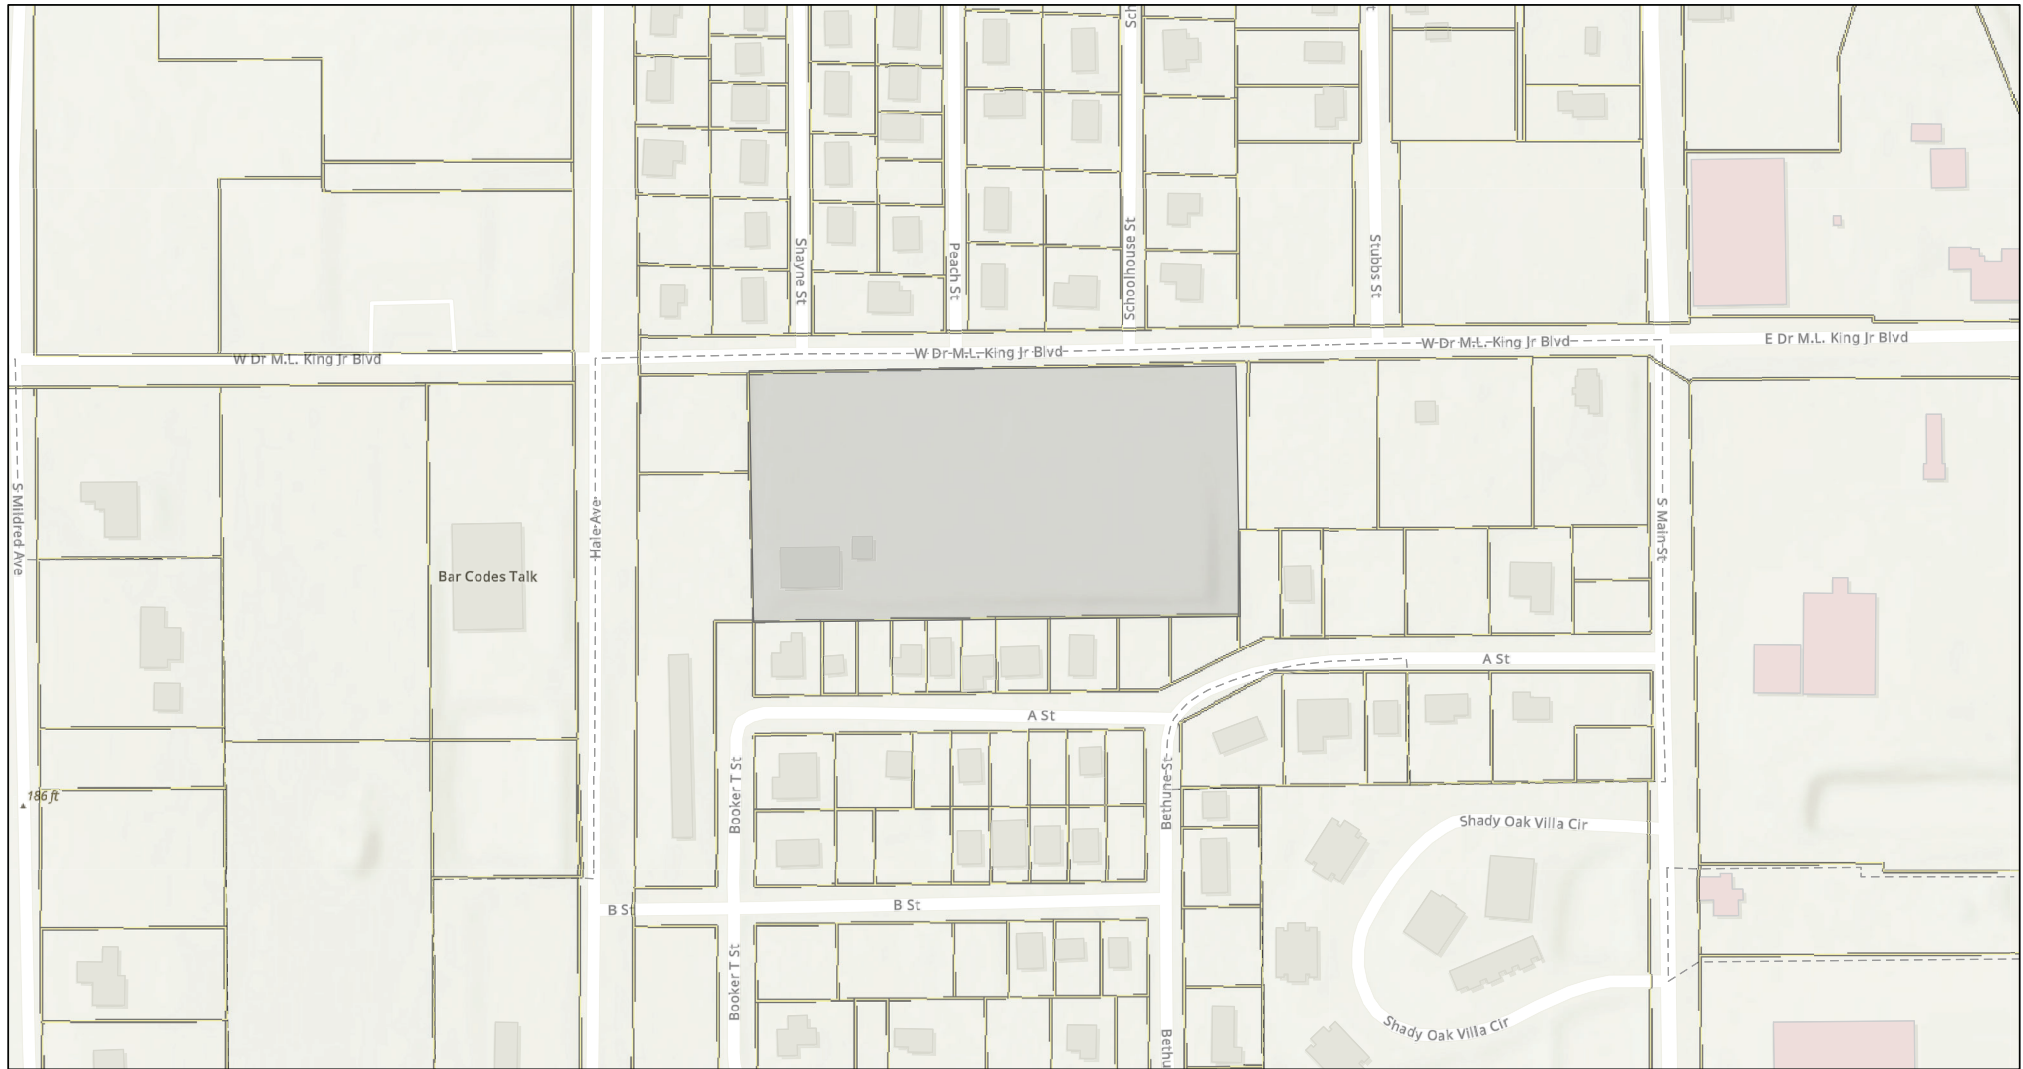 Sch
t
Shayne St
Peach St
Schoolhouse St
Stubbs St
W Dr M.L. King Jr Blvd
W Dr M.L. King Jr Blvd
W Dr M.L. King Jr Blvd
E Dr M.L. King Jr Blvd
S Mildred Ave
Hale Ave
S Main St
Bar Codes Talk
A St
A St
Booker T St
Bethune St
186 ft
Shady Oak Villa Cir
B St
B St
Booker T St
Bethu
Shady Oak Villa Cir